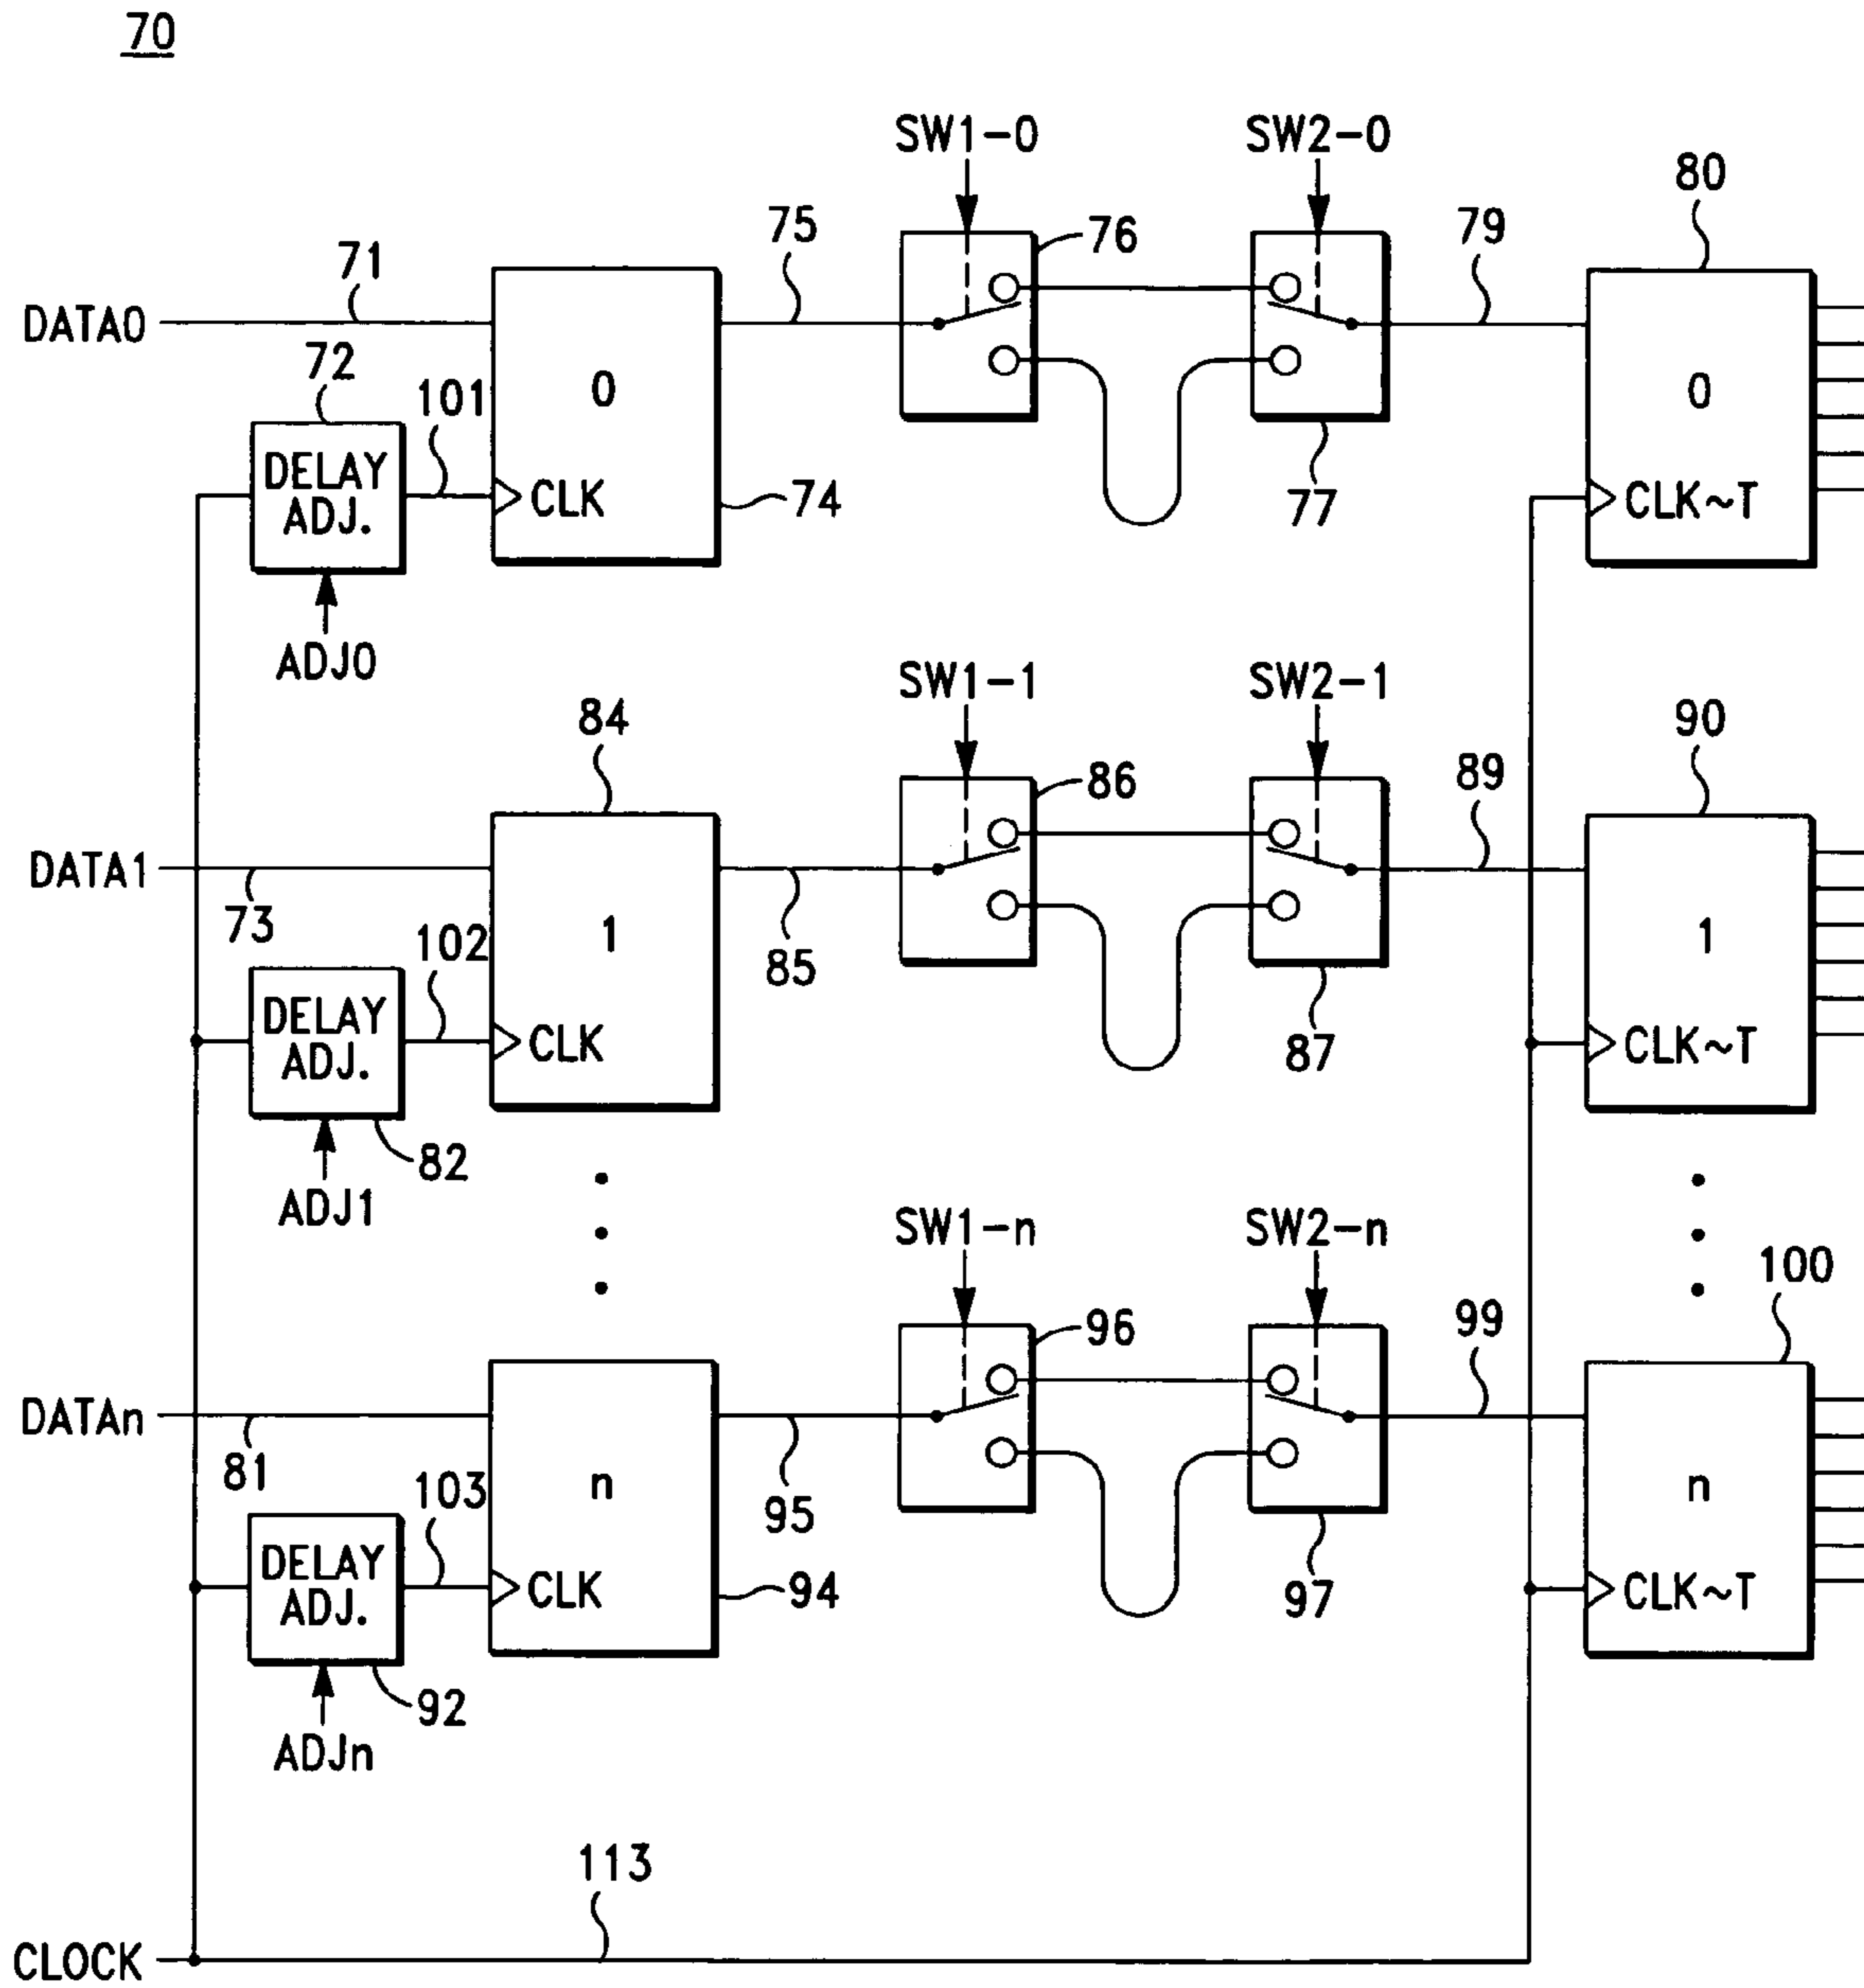 70
SW1-0 SW2-0
80
75 76 79
71
DATA0
72
101
0
0
DELAY
ADJ.
CLK
74
77
CLK~T
ADJ0
SW1-1 SW2-1
84
90
86
89
DATA1
73
102
1
85
1
DELAY
ADJ.
CLK
87
CLK~T
82
ADJ1
SW1-n SW2-n
100
96
99
DATAn
81
103
n
95
n
DELAY
ADJ.
CLK
94
97
CLK~T
92
ADJn
113
CLOCK